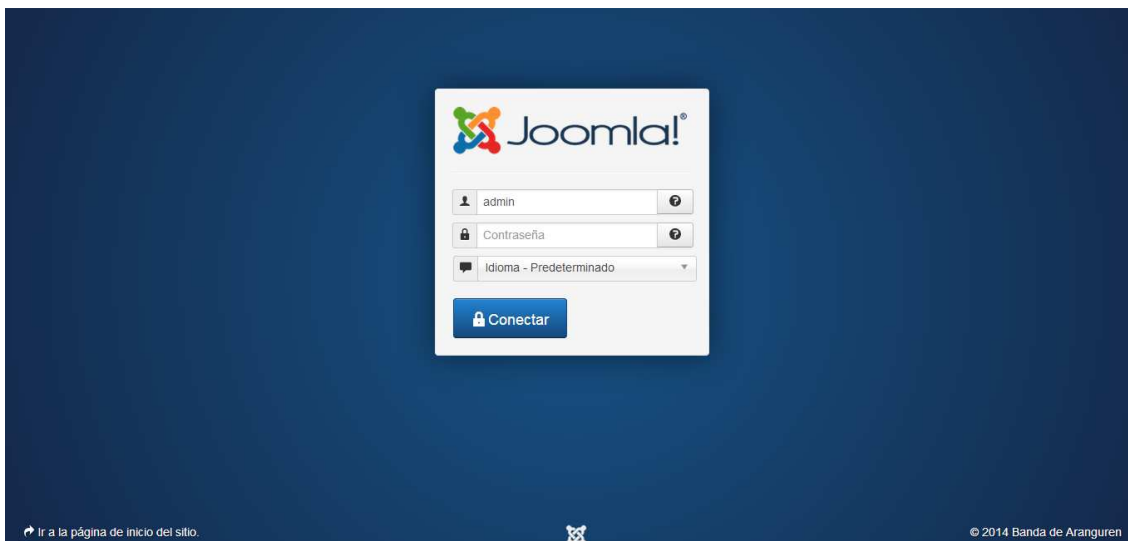 Joomla!®
admin
Contraseña
Idioma - Predeterminado
Conectar
Ir a la página de inicio del sitio.
© 2014 Banda de Aranguren